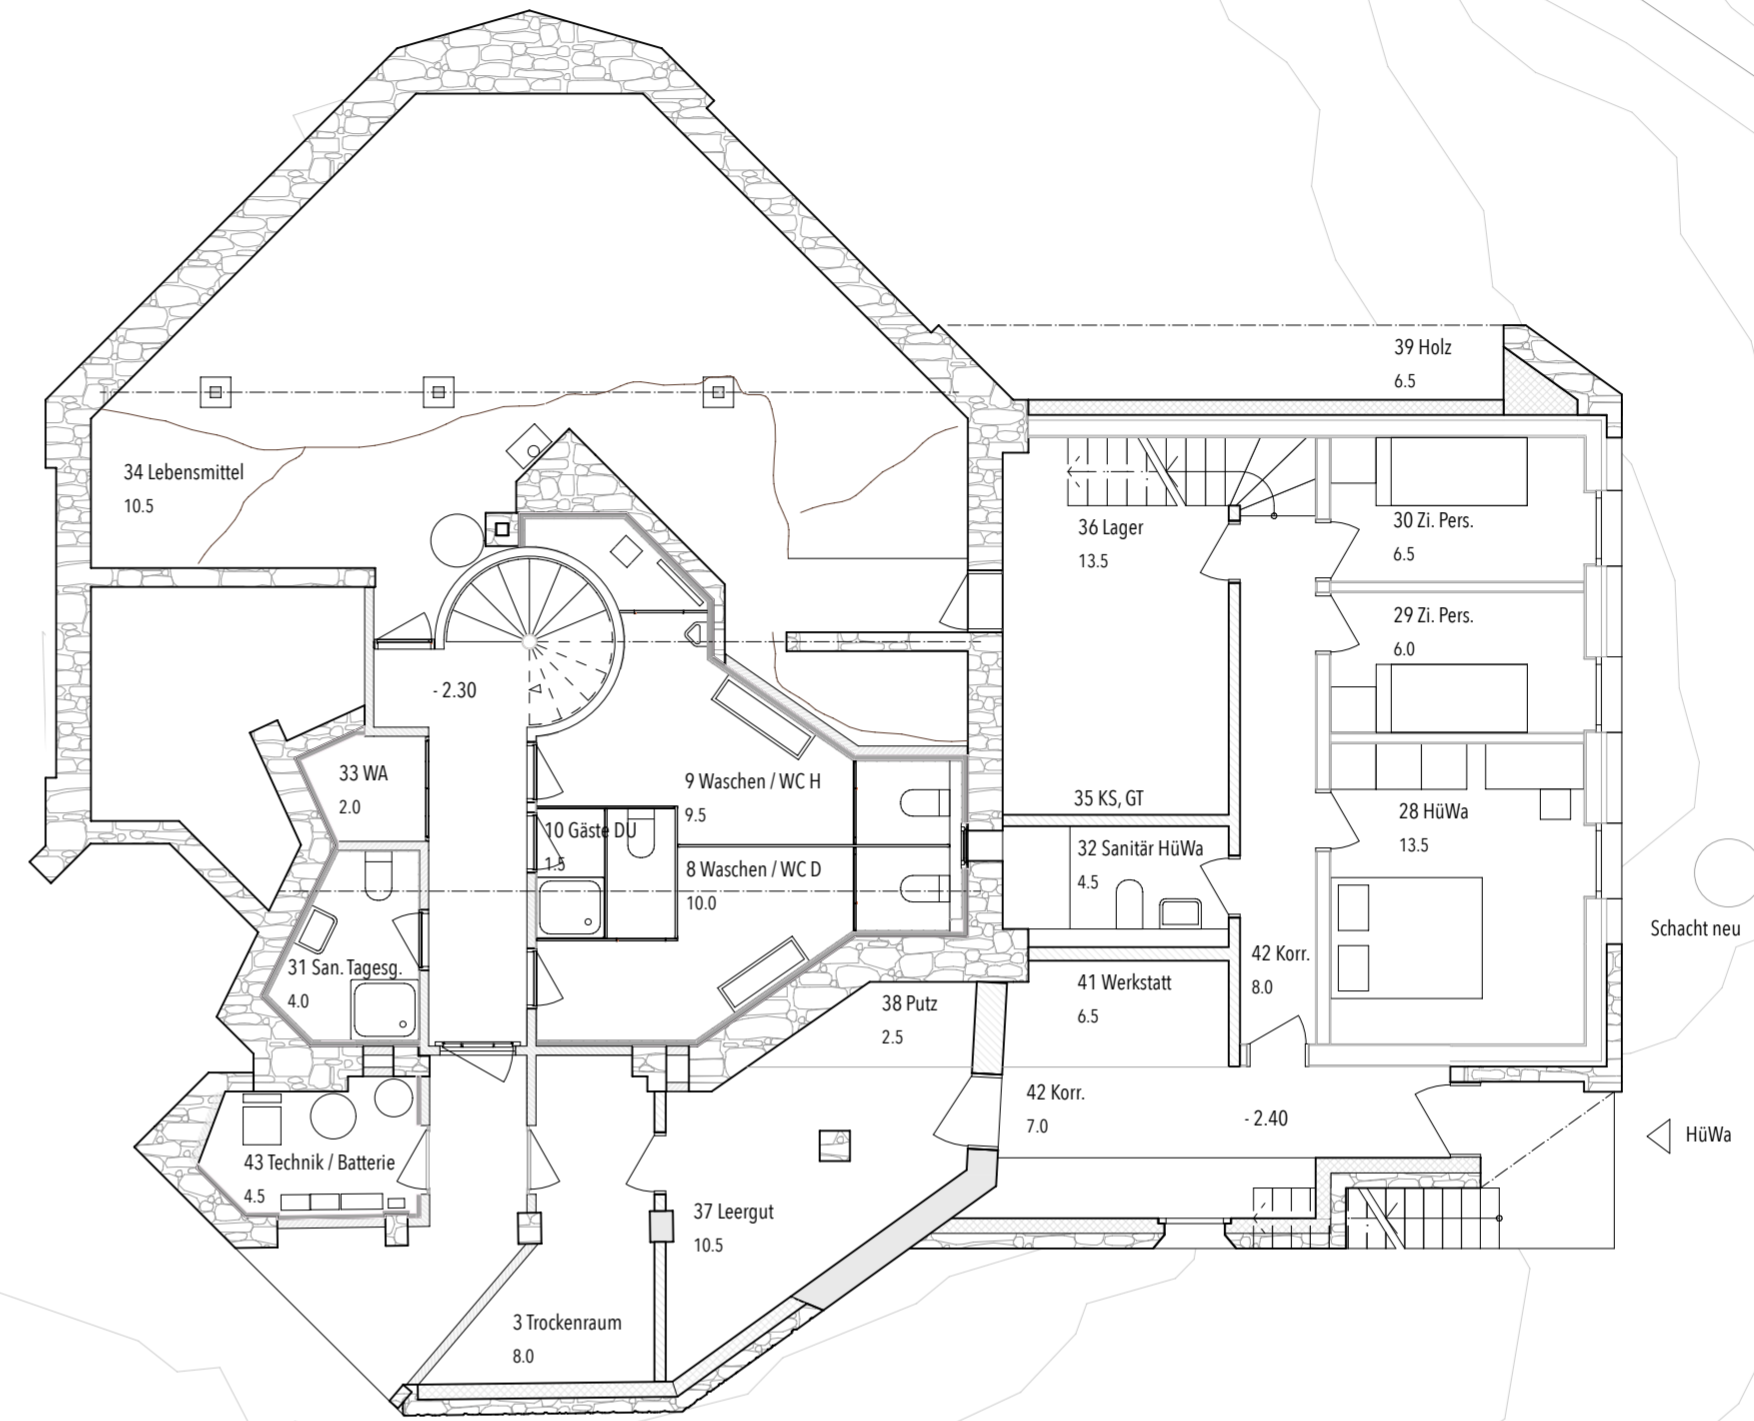 39 Holz
6.5
34 Lebensmittel
10.5
36 Lager
13.5
30 Zi. Pers.
6.5
29 Zi. Pers.
6.0
- 2.30
33 WA
2.0
9 Waschen / WC H
9.5
35 KS, GT
28 HüWa
13.5
10 Gäste DU
1.5
8 Waschen / WC D
10.0
32 Sanitär HüWa
4.5
Schacht neu
31 San. Tagesg.
4.0
38 Putz
2.5
41 Werkstatt
6.5
42 Korr.
8.0
42 Korr.
7.0
- 2.40
HüWa
43 Technik / Batterie
4.5
37 Leergut
10.5
3 Trockenraum
8.0